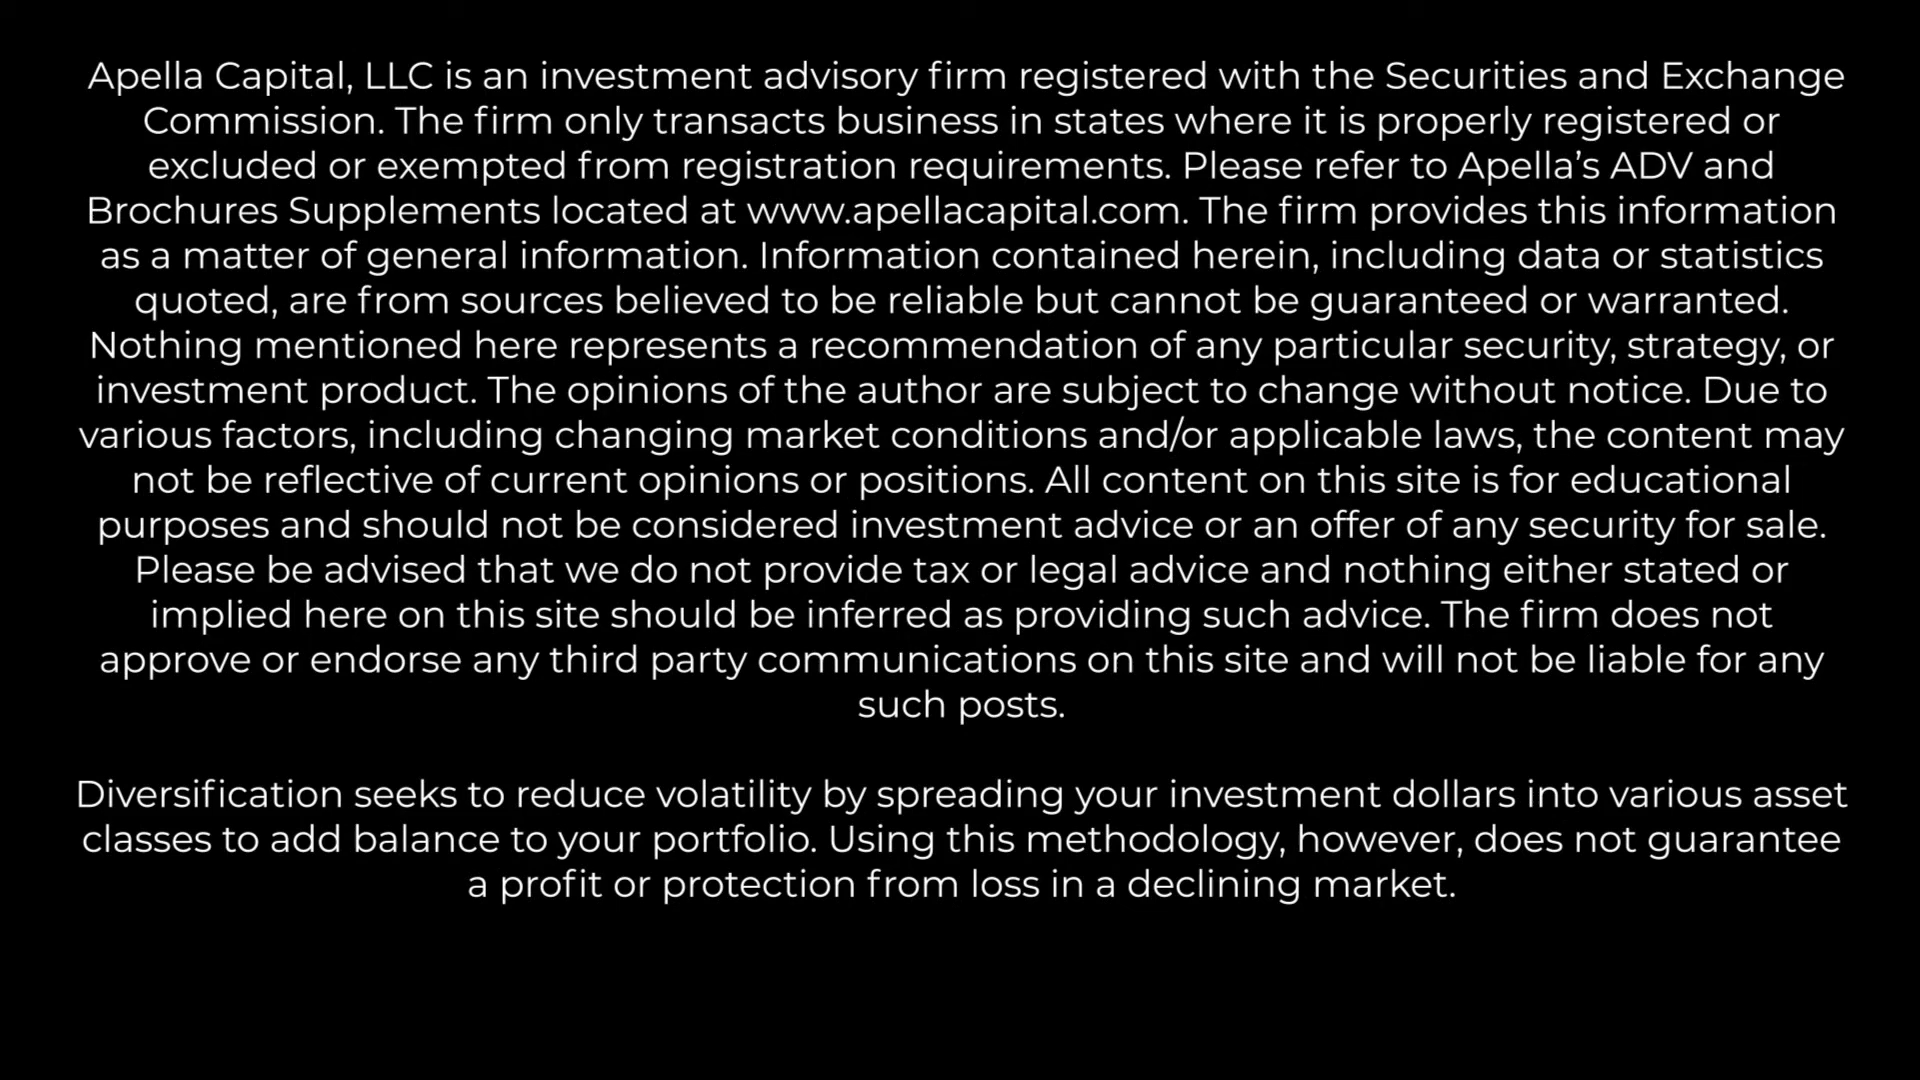 Apella Capital, LLC is an investment advisory firm registered with the Securities and Exchange
Commission. The firm only transacts business in states where it is properly registered or
excluded or exempted from registration requirements. Please refer to Apella’s ADV and
Brochures Supplements located at www.apellacapital.com. The firm provides this information
as a matter of general information. Information contained herein, including data or statistics
quoted, are from sources believed to be reliable but cannot be guaranteed or warranted.
Nothing mentioned here represents a recommendation of any particular security, strategy, or
investment product. The opinions of the author are subject to change without notice. Due to
various factors, including changing market conditions and/or applicable laws, the content may
not be reflective of current opinions or positions. All content on this site is for educational
purposes and should not be considered investment advice or an offer of any security for sale.
Please be advised that we do not provide tax or legal advice and nothing either stated or
implied here on this site should be inferred as providing such advice. The firm does not
approve or endorse any third party communications on this site and will not be liable for any
such posts.
Diversification seeks to reduce volatility by spreading your investment dollars into various asset
classes to add balance to your portfolio. Using this methodology, however, does not guarantee
a profit or protection from loss in a declining market.